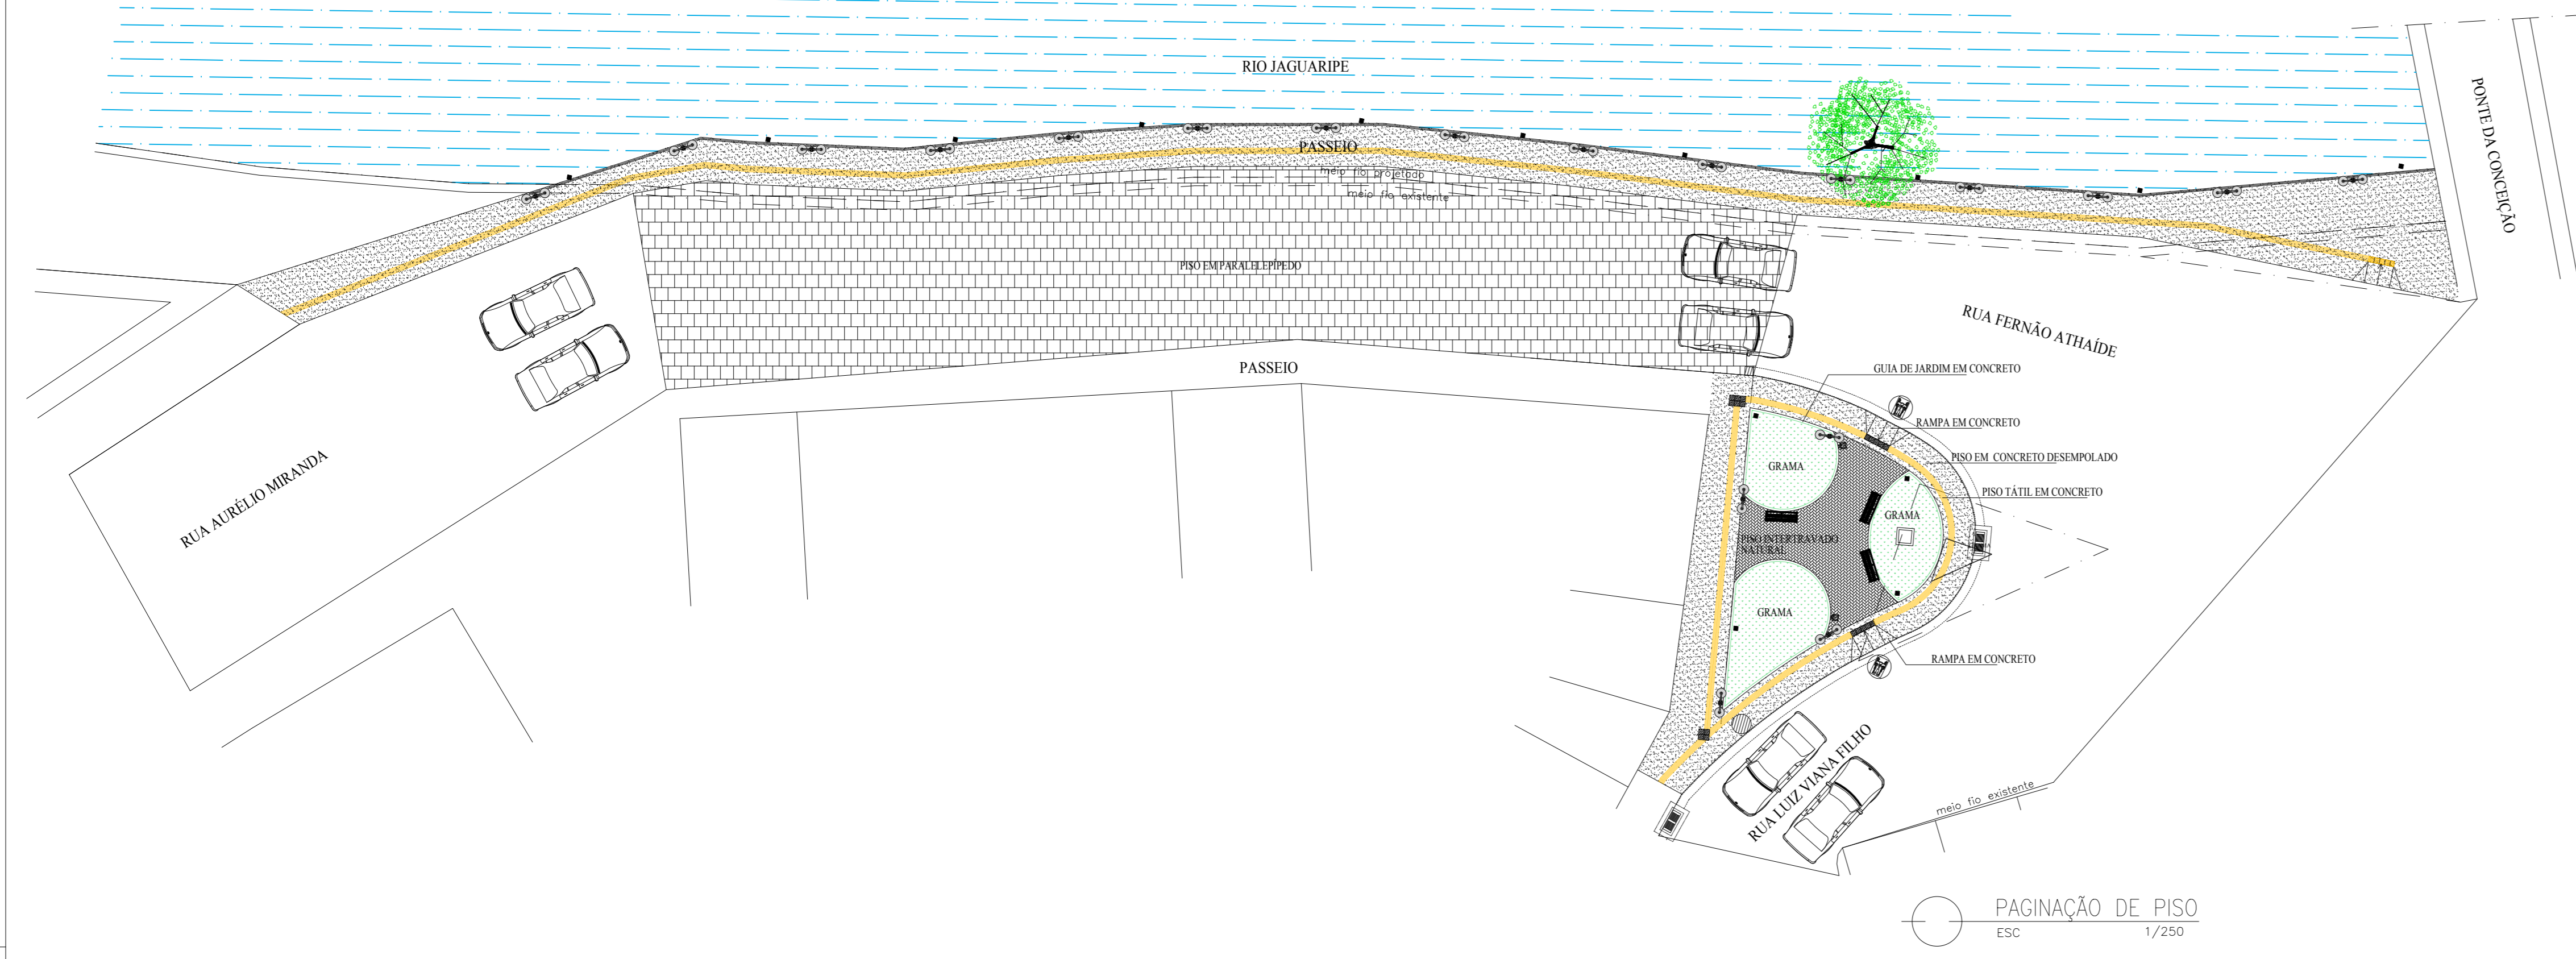 RIO JAGUARIPE
PONTE DA CONCEIÇÃO
PASSEIO
meio fio projetado
meio fio existente
PISO EM PARALELEPÍPEDO
RUA FERNÃO ATHAÍDE
PASSEIO
GUIA DE JARDIM EM CONCRETO
RAMPA EM CONCRETO
PISO EM CONCRETO DESEMPOLADO
GRAMA
PISO TÁTIL EM CONCRETO
GRAMA
PISO INTERTRAVADO
NATURAL
GRAMA
RAMPA EM CONCRETO
RUA AURÉLIO MIRANDA
RUA LUIZ VIANA FILHO
meio fio existente
PAGINAÇÃO DE PISO
ESC 1/250